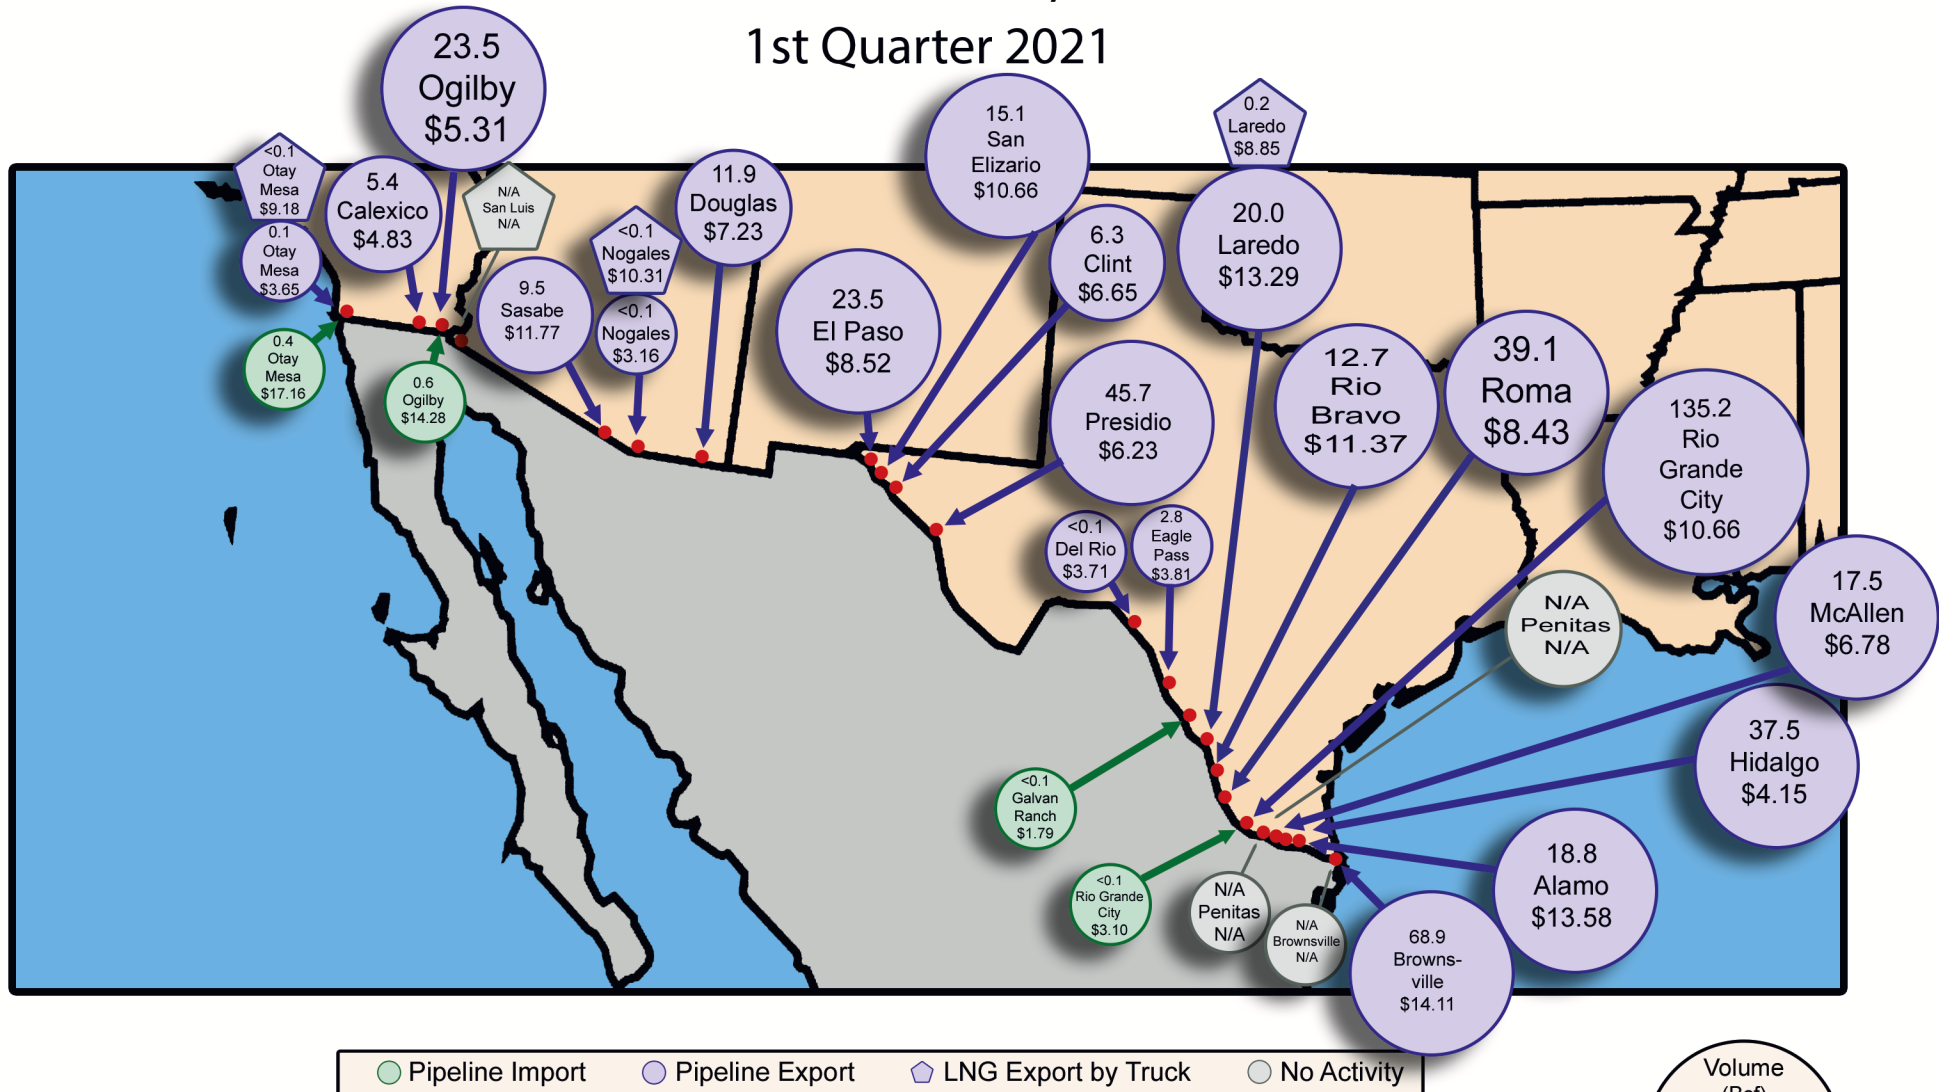 1st Quarter 2021
23.5
Ogilby
$5.31
<0.1
Otay
Mesa
$9.18
5.4
Calexico
$4.83
N/A
San Luis
N/A
0.1
Otay
Mesa
$3.65
0.4
Otay
Mesa
$17.16
0.6
Ogilby
$14.28
9.5
Sasabe
$11.77
<0.1
Nogales
$10.31
<0.1
Nogales
$3.16
11.9
Douglas
$7.23
23.5
El Paso
$8.52
15.1
San
Elizario
$10.66
6.3
Clint
$6.65
45.7
Presidio
$6.23
<0.1
Del Rio
$3.71
2.8
Eagle
Pass
$3.81
0.2
Laredo
$8.85
20.0
Laredo
$13.29
12.7
Rio
Bravo
$11.37
39.1
Roma
$8.43
135.2
Rio
Grande
City
$10.66
N/A
Penitas
N/A
17.5
McAllen
$6.78
37.5
Hidalgo
$4.15
18.8
Alamo
$13.58
68.9
Browns-
ville
$14.11
<0.1
Galvan
Ranch
$1.79
<0.1
Rio Grande
City
$3.10
N/A
Penitas
N/A
N/A
Brownsville
N/A
Pipeline Import
Pipeline Export
LNG Export by Truck
No Activity
Volume